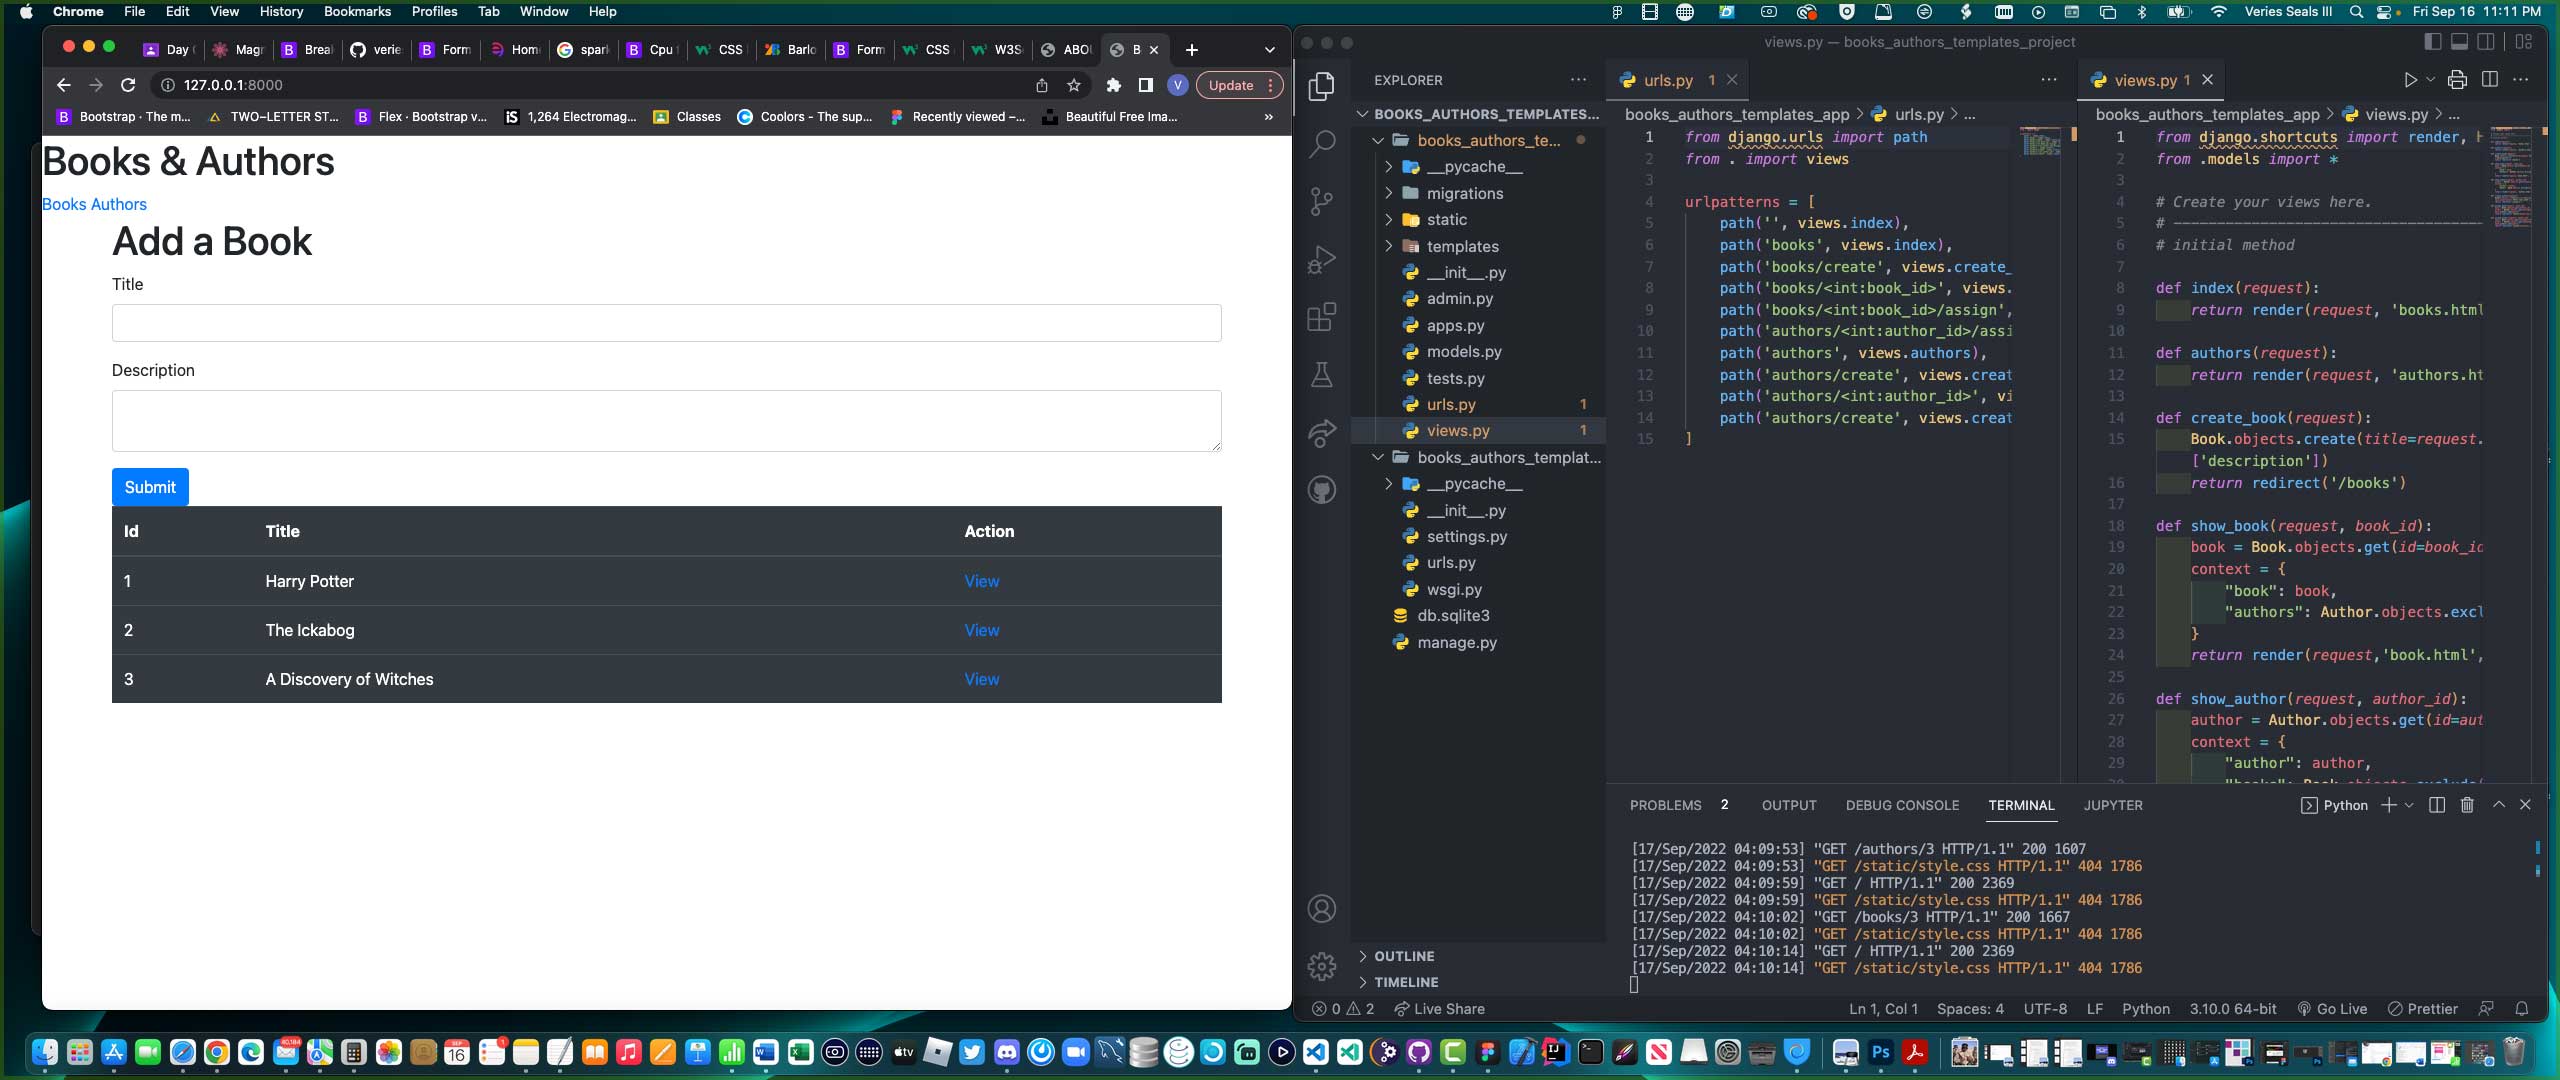 Chrome File Edit View History Bookmarks Profiles Tab Window Help
Veries Seals III Fri Sep 16 11:11 PM
Day Magn Brea verie Form Hom spark Cpu CSS Barlo Form CSS W3S ABOU B
127.0.0.1:8000
Update
Bootstrap · The m... TWO-LETTER ST... Flex · Bootstrap v... 1,264 Electromag... Classes Coolors - The sup... Recently viewed –... Beautiful Free Ima... »
Books & Authors
Books Authors
Add a Book
Title
Description
Submit
Id Title Action
1 Harry Potter View
2 The Ickabog View
3 A Discovery of Witches View
views.py — books_authors_templates_project
EXPLORER
BOOKS_AUTHORS_TEMPLATES...
books_authors_te...
__pycache__
migrations
static
templates
__init__.py
admin.py
apps.py
models.py
tests.py
urls.py 1
views.py 1
books_authors_templat...
__pycache__
__init__.py
settings.py
urls.py
wsgi.py
db.sqlite3
manage.py
OUTLINE
TIMELINE
urls.py 1
books_authors_templates_app > urls.py > ...
1 from django.urls import path
2 from . import views
3
4 urlpatterns = [
5 path('', views.index),
6 path('books', views.index),
7 path('books/create', views.create_
8 path('books/<int:book_id>', views.
9 path('books/<int:book_id>/assign',
10 path('authors/<int:author_id>/assi
11 path('authors', views.authors),
12 path('authors/create', views.creat
13 path('authors/<int:author_id>', vi
14 path('authors/create', views.creat
15 ]
views.py 1
books_authors_templates_app > views.py > ...
1 from django.shortcuts import render,
2 from .models import *
3
4 # Create your views here.
5 # ------------------------------------
6 # initial method
7
8 def index(request):
9 return render(request, 'books.html
10
11 def authors(request):
12 return render(request, 'authors.ht
13
14 def create_book(request):
15 Book.objects.create(title=request.
['description'])
16 return redirect('/books')
17
18 def show_book(request, book_id):
19 book = Book.objects.get(id=book_id
20 context = {
21 "book": book,
22 "authors": Author.objects.excl
23 }
24 return render(request,'book.html',
25
26 def show_author(request, author_id):
27 author = Author.objects.get(id=aut
28 context = {
29 "author": author,
PROBLEMS 2 OUTPUT DEBUG CONSOLE TERMINAL JUPYTER
Python
[17/Sep/2022 04:09:53] "GET /authors/3 HTTP/1.1" 200 1607
[17/Sep/2022 04:09:53] "GET /static/style.css HTTP/1.1" 404 1786
[17/Sep/2022 04:09:59] "GET / HTTP/1.1" 200 2369
[17/Sep/2022 04:09:59] "GET /static/style.css HTTP/1.1" 404 1786
[17/Sep/2022 04:10:02] "GET /books/3 HTTP/1.1" 200 1667
[17/Sep/2022 04:10:02] "GET /static/style.css HTTP/1.1" 404 1786
[17/Sep/2022 04:10:14] "GET / HTTP/1.1" 200 2369
[17/Sep/2022 04:10:14] "GET /static/style.css HTTP/1.1" 404 1786
0 2 Live Share Ln 1, Col 1 Spaces: 4 UTF-8 LF Python 3.10.0 64-bit Go Live Prettier